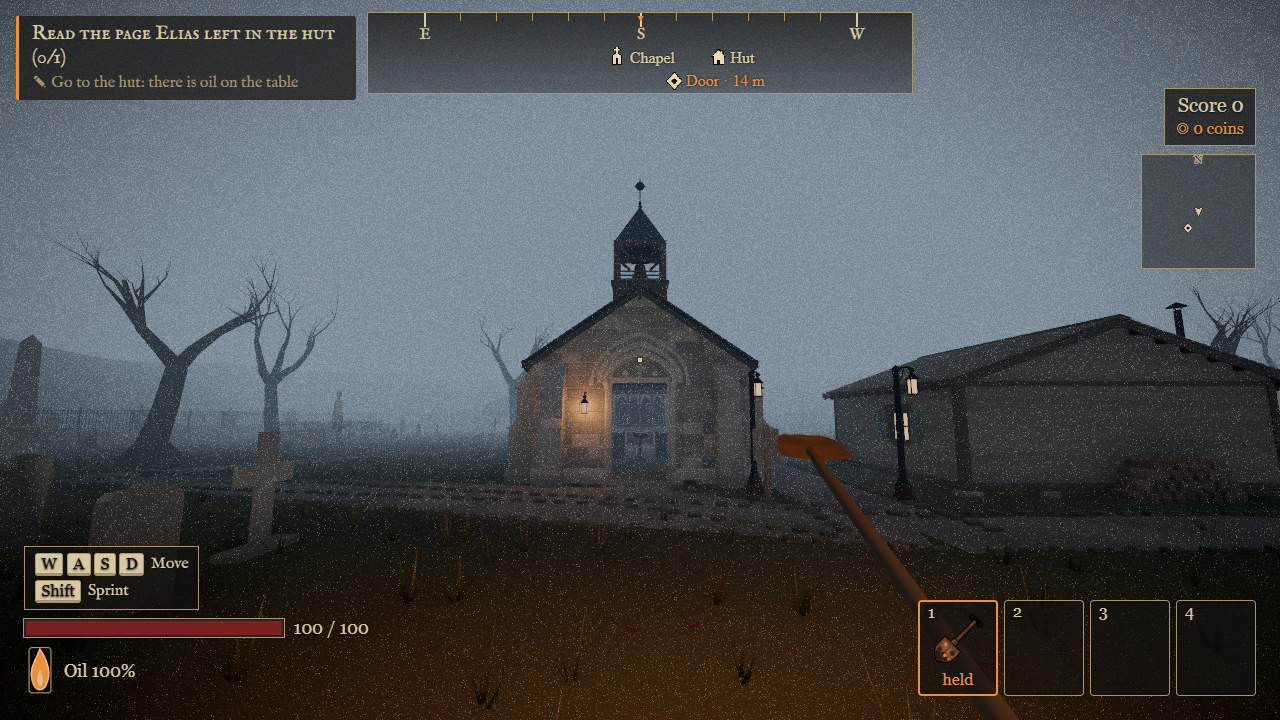 Read the page Elias left in the hut
(0/1)
Go to the hut: there is oil on the table
E S W
Chapel Hut
Door · 14 m
Score 0
0 coins
N
W A S D Move
Shift Sprint
100 / 100
Oil 100%
1 2 3 4
held